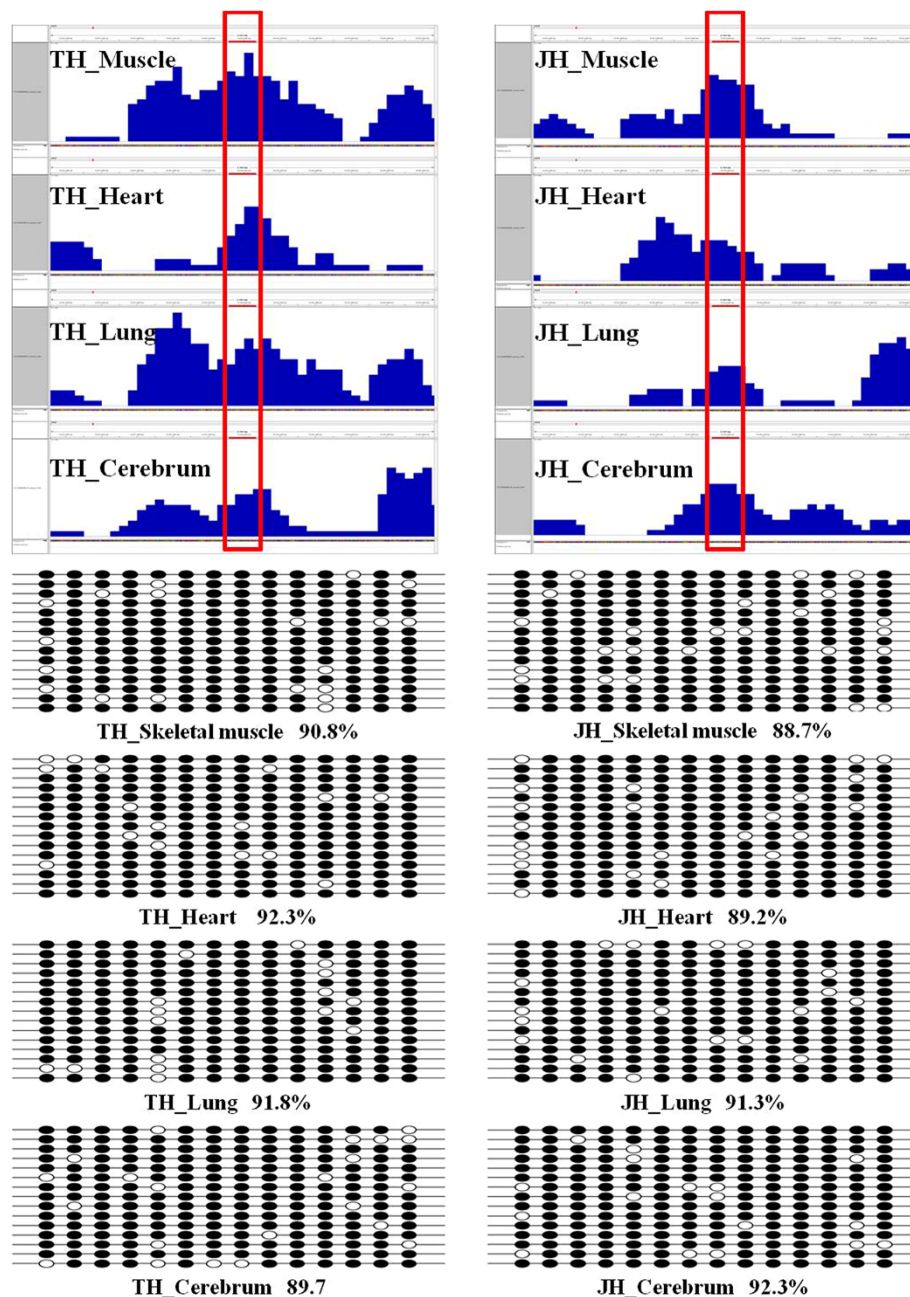 TH_Muscle
JH_Muscle
TH_Heart
JH_Heart
TH_Lung
JH_Lung
TH_Cerebrum
JH_Cerebrum
TH_Skeletal muscle 90.8%
JH_Skeletal muscle 88.7%
TH_Heart 92.3%
JH_Heart 89.2%
TH_Lung 91.8%
JH_Lung 91.3%
TH_Cerebrum 89.7
JH_Cerebrum 92.3%